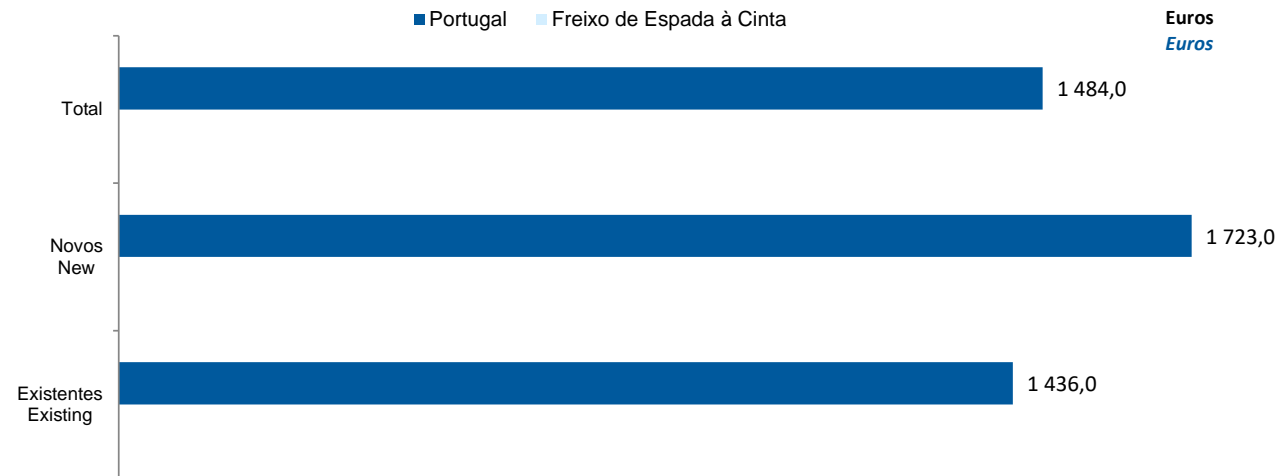 Portugal Freixo de Espada à Cinta
Euros
Euros
Total
1 484,0
Novos
New
1 723,0
Existentes
Existing
1 436,0